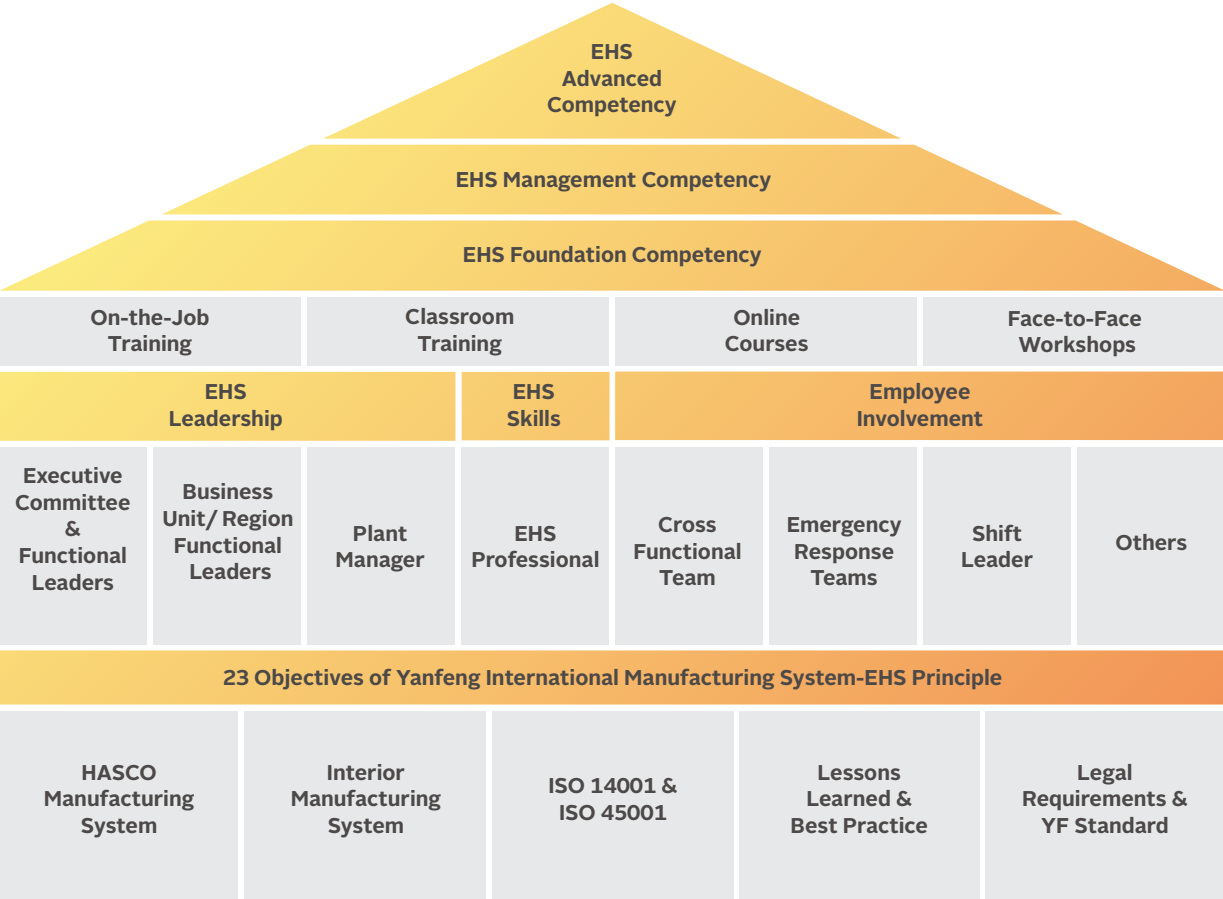 EHS
Advanced
Competency
EHS Management Competency
EHS Foundation Competency
On-the-Job
Training
Classroom
Training
Online
Courses
Face-to-Face
Workshops
EHS
Leadership
EHS
Skills
Employee
Involvement
Executive
Committee
&
Functional
Leaders
Business
Unit/ Region
Functional
Leaders
Plant
Manager
EHS
Professional
Cross
Functional
Team
Emergency
Response
Teams
Shift
Leader
Others
23 Objectives of Yanfeng International Manufacturing System-EHS Principle
HASCO
Manufacturing
System
Interior
Manufacturing
System
ISO 14001 &
ISO 45001
Lessons
Learned &
Best Practice
Legal
Requirements &
YF Standard